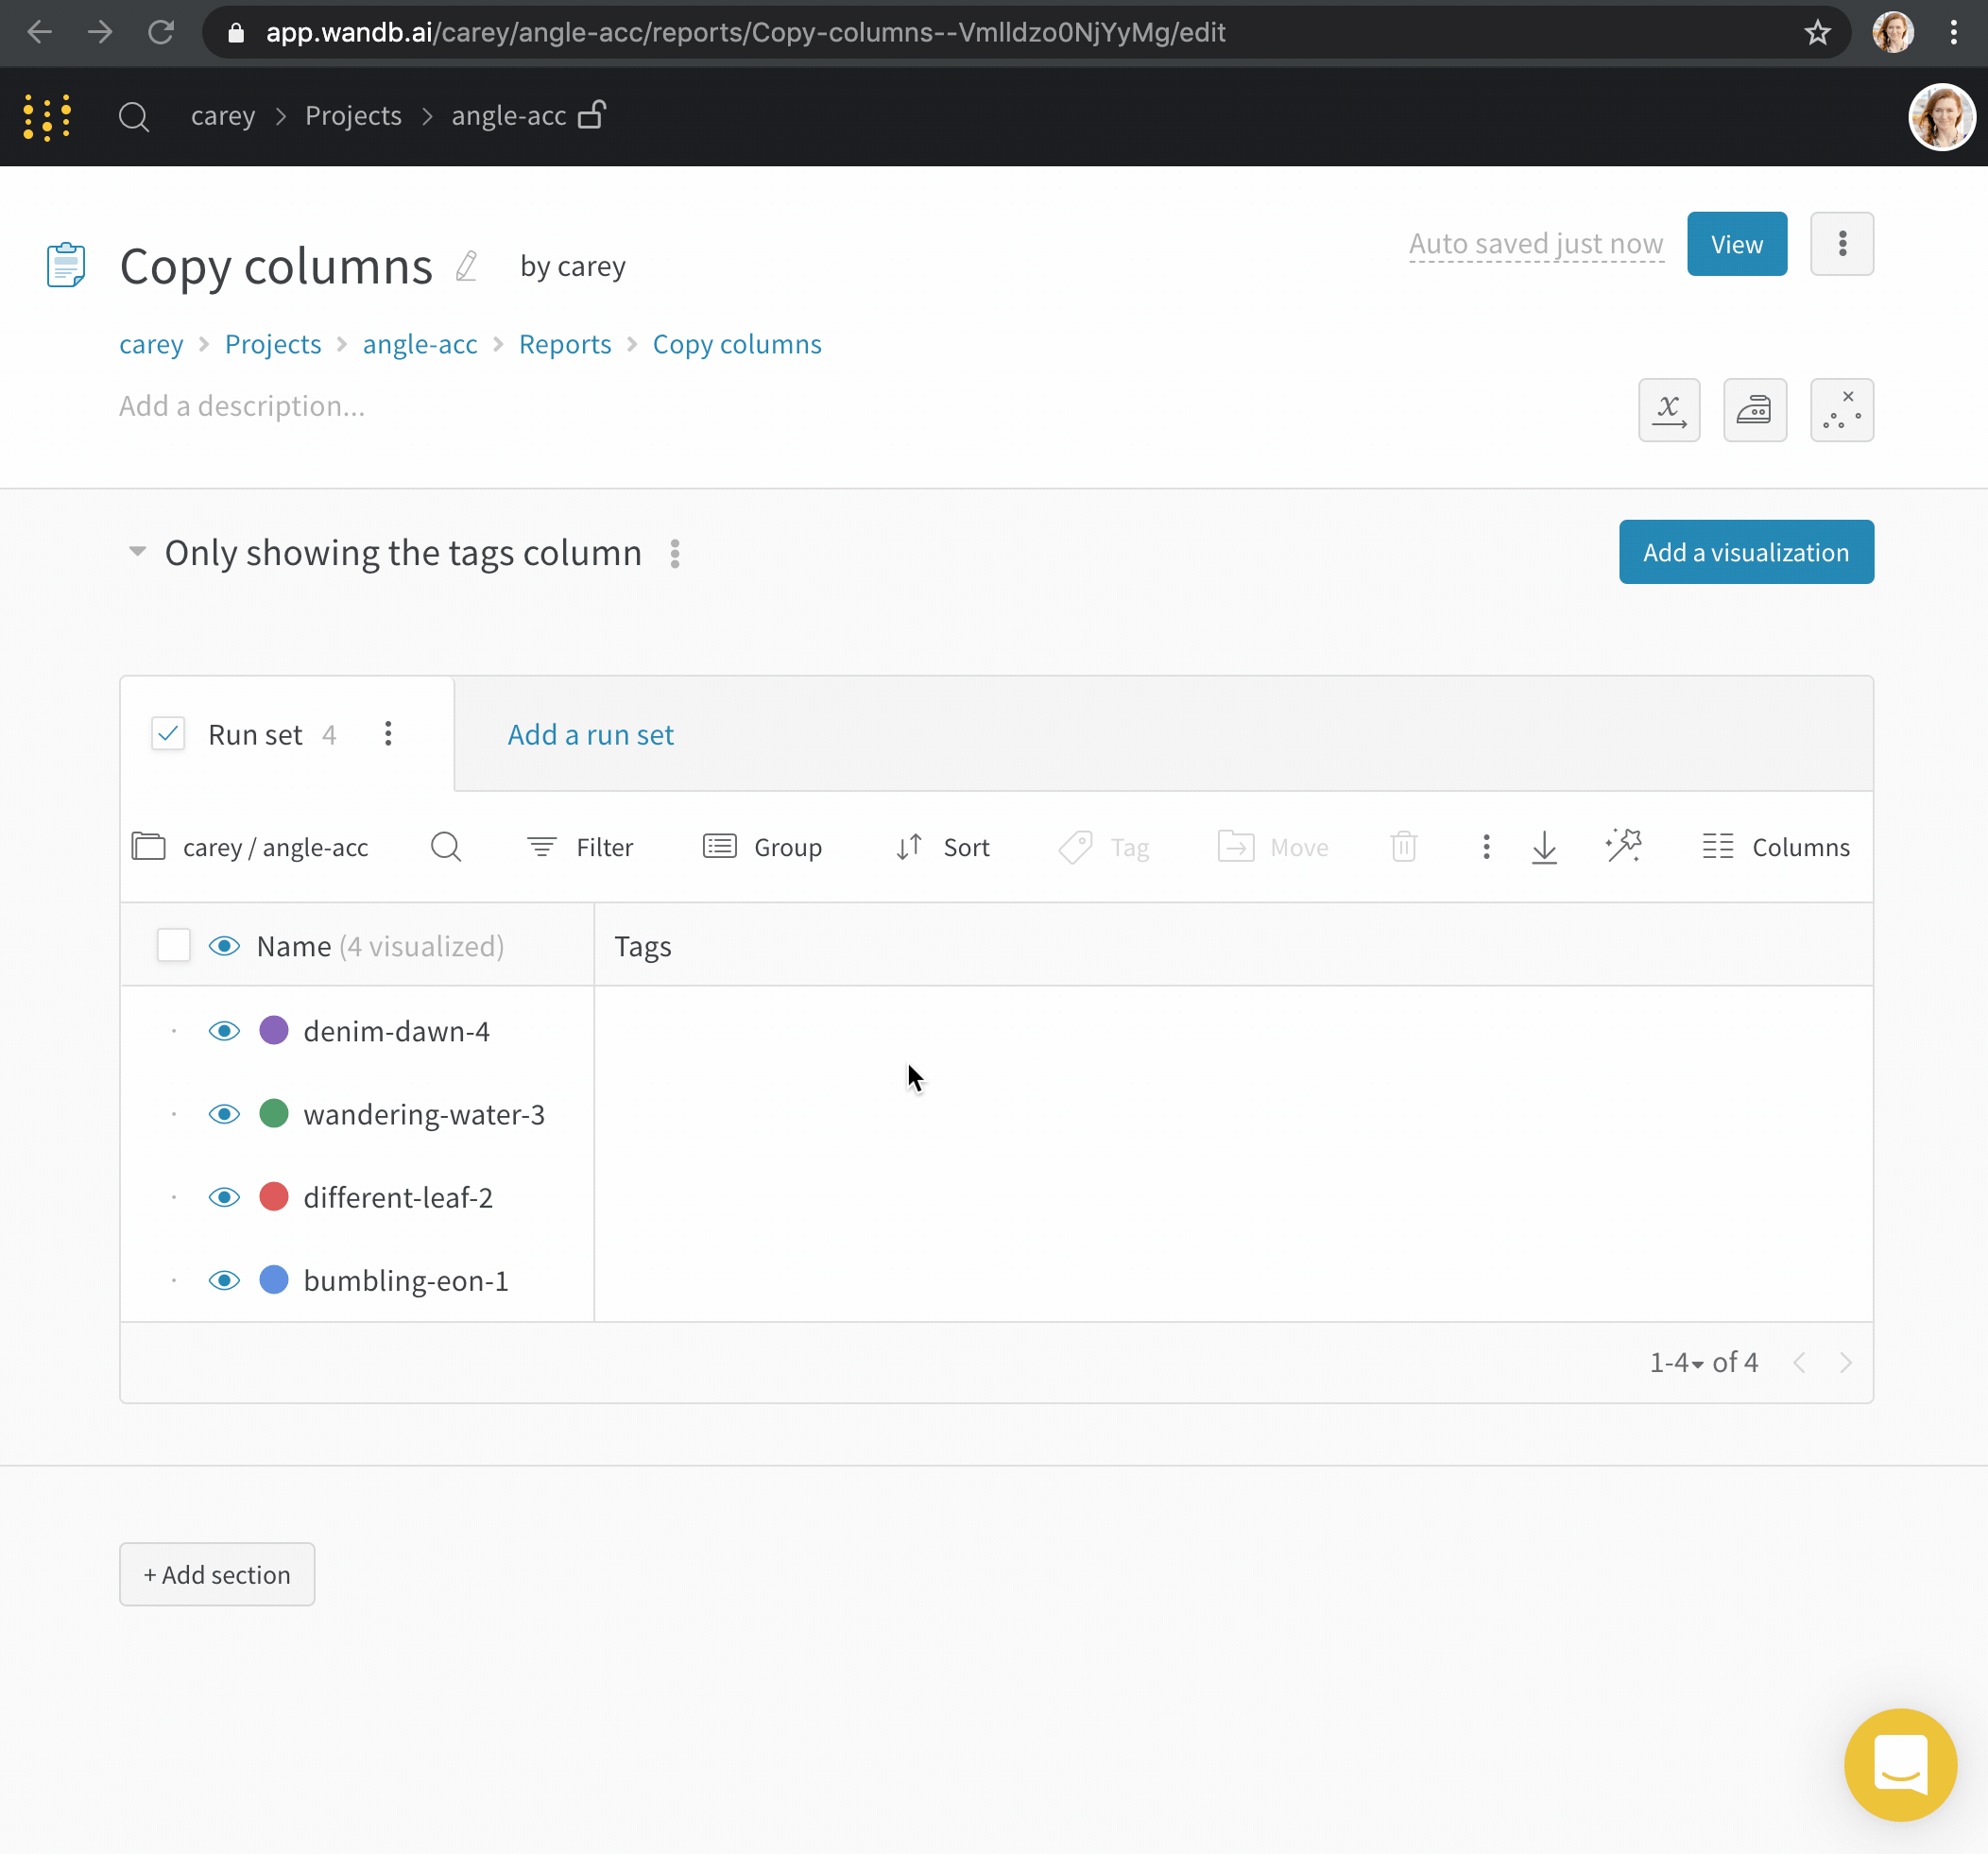 app.wandb.ai/carey/angle-acc/reports/Copy-columns--Vmlldzo0NjYyMg/edit
carey > Projects > angle-acc
Copy columns by carey
Auto saved just now View
carey > Projects > angle-acc > Reports > Copy columns
Add a description...
x
Only showing the tags column
Add a visualization
Run set 4
Add a run set
carey / angle-acc Filter Group Sort Tag Move Columns
Name (4 visualized) Tags
denim-dawn-4
wandering-water-3
different-leaf-2
bumbling-eon-1
1-4 of 4
+ Add section